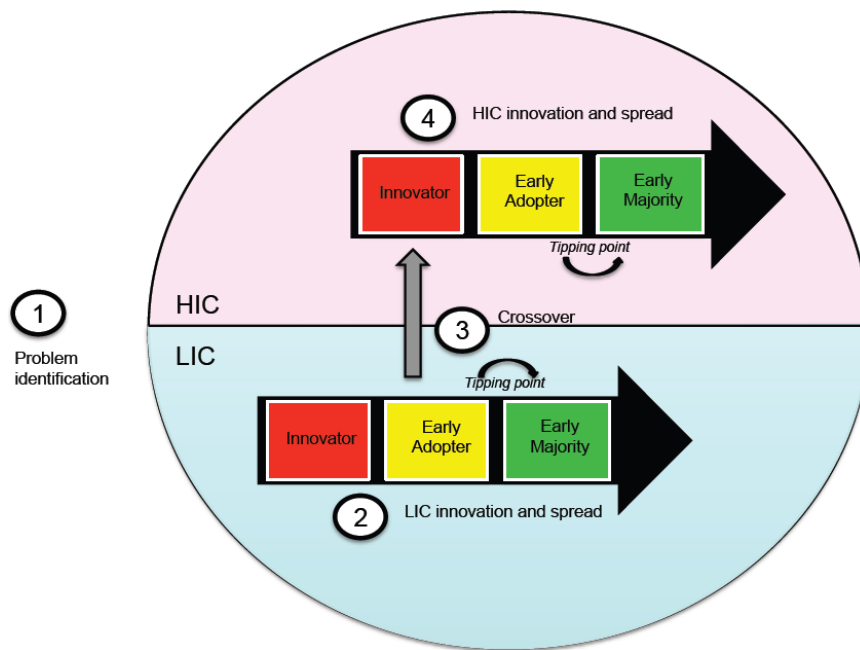 4
HIC innovation and spread
Innovator
Early
Adopter
Early
Majority
Tipping point
HIC
1
Problem
identification
3
Crossover
LIC
Tipping point
Innovator
Early
Adopter
Early
Majority
2
LIC innovation and spread